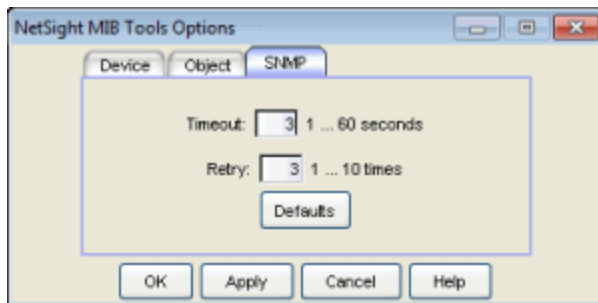 NetSight MIB Tools Options
Device Object SNMP
Timeout: 3 1 ... 60 seconds
Retry: 3 1 ... 10 times
Defaults
OK Apply Cancel Help